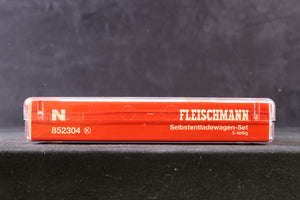 N FLEISCHMANN
852304 K Selbstentladewagen-Set
5-teilig